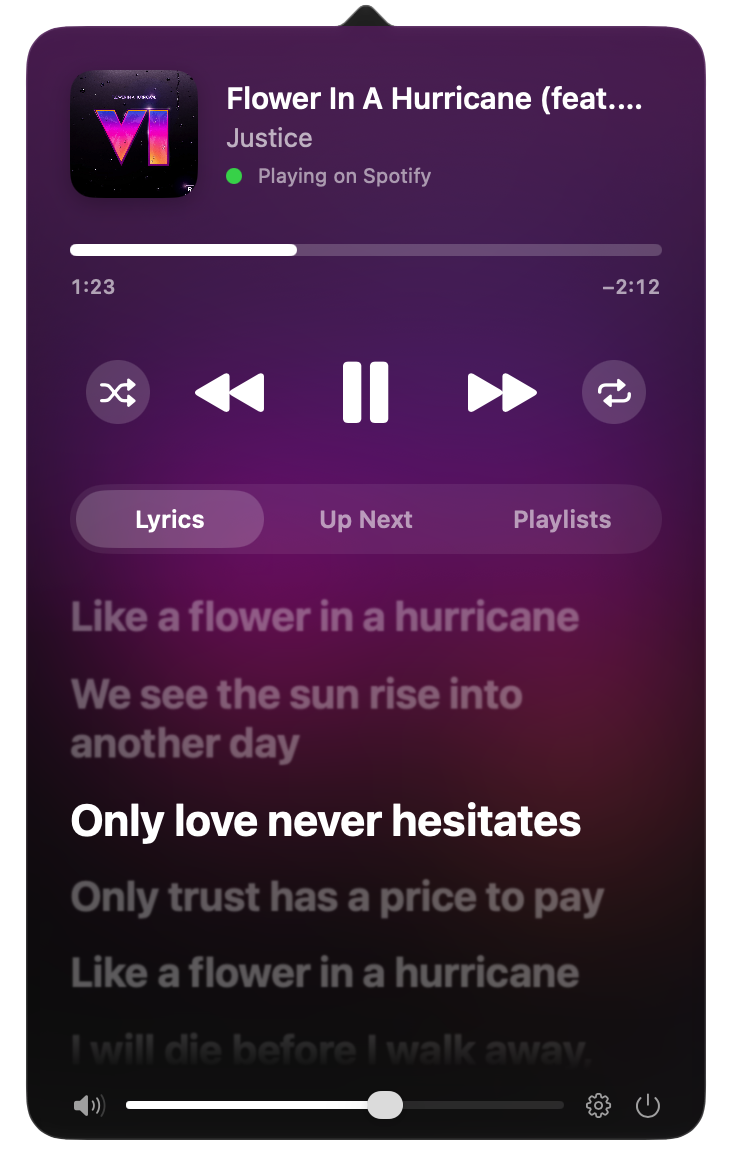 VI
Flower In A Hurricane (feat....
Justice
Playing on Spotify
1:23
–2:12
Lyrics
Up Next
Playlists
Like a flower in a hurricane
We see the sun rise into
another day
Only love never hesitates
Only trust has a price to pay
Like a flower in a hurricane
I will die before I walk away,